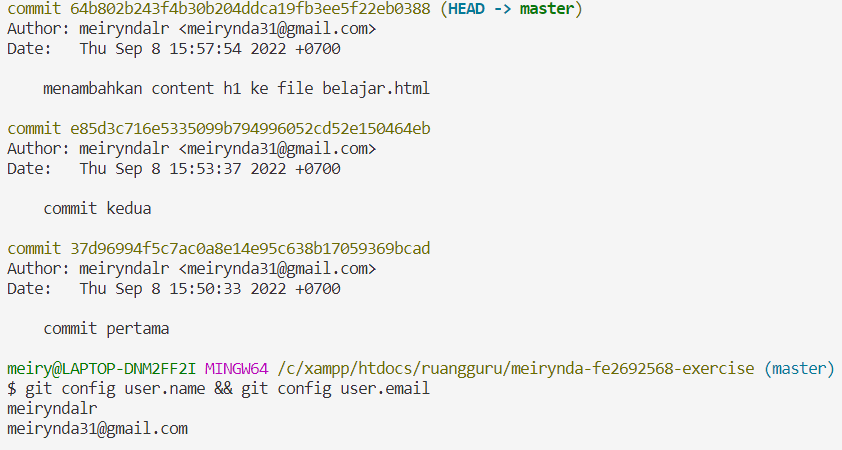 commit 64b802b243f4b30b204ddca19fb3ee5f22eb0388 (HEAD -> master)
Author: meiryndalr <meirynda31@gmail.com>
Date:   Thu Sep 8 15:57:54 2022 +0700
    menambahkan content h1 ke file belajar.html
commit e85d3c716e5335099b794996052cd52e150464eb
Author: meiryndalr <meirynda31@gmail.com>
Date:   Thu Sep 8 15:53:37 2022 +0700
    commit kedua
commit 37d96994f5c7ac0a8e14e95c638b17059369bcad
Author: meiryndalr <meirynda31@gmail.com>
Date:   Thu Sep 8 15:50:33 2022 +0700
    commit pertama
meiry@LAPTOP-DNM2FF2I MINGW64 /c/xampp/htdocs/ruangguru/meirynda-fe2692568-exercise (master)
$ git config user.name && git config user.email
meiryndalr
meirynda31@gmail.com